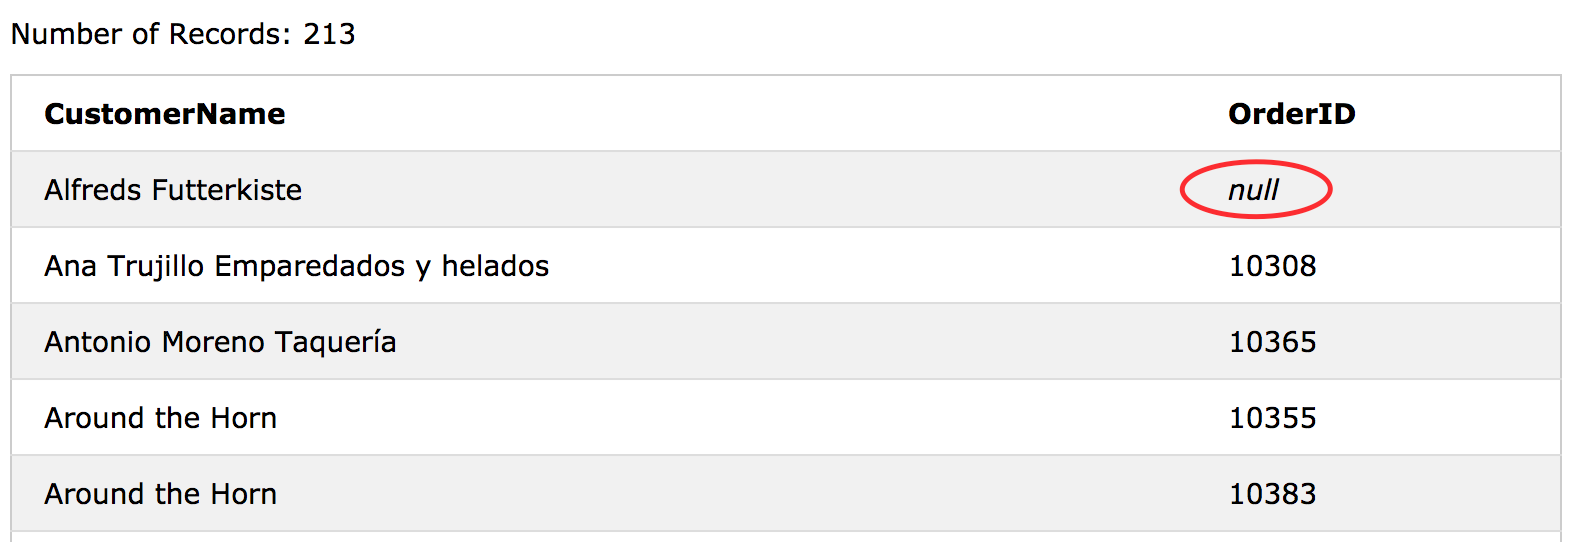 Number of Records: 213
CustomerName OrderID
Alfreds Futterkiste null
Ana Trujillo Emparedados y helados 10308
Antonio Moreno Taquería 10365
Around the Horn 10355
Around the Horn 10383